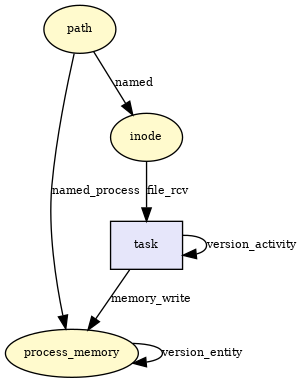 path
named
inode
named_process
file_rcv
task
version_activity
memory_write
process_memory
version_entity